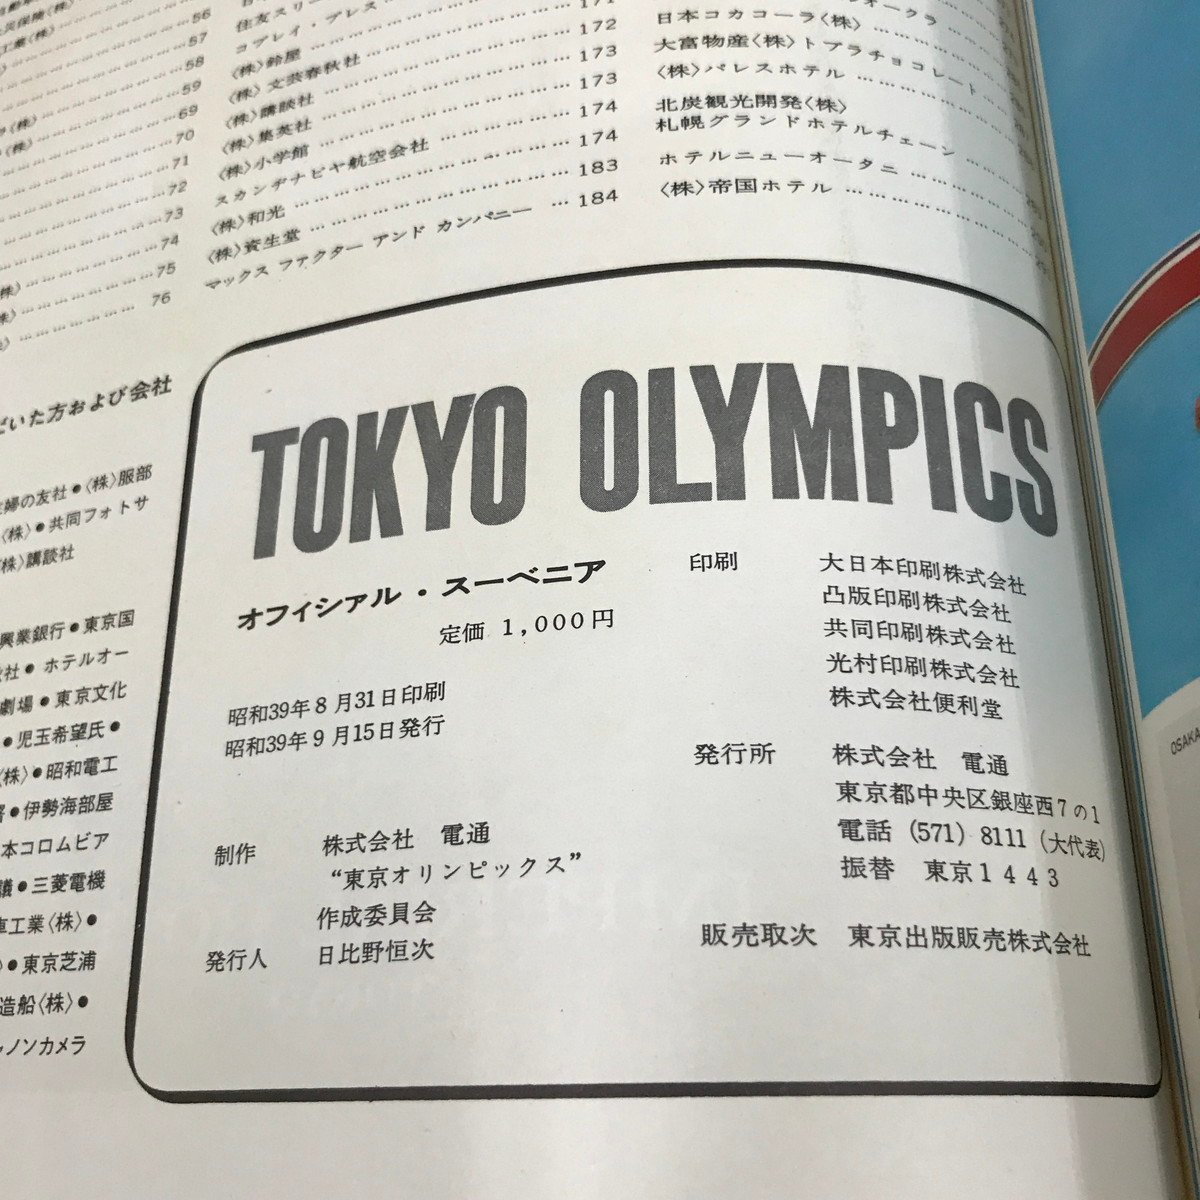 56
57
58
59
69
70
71
72
73
74
75
76
コプレイ・プレス
〈株〉鈴屋
〈株〉文芸春秋社 171
〈株〉講談社 172
〈株〉集英社 173
〈株〉小学館 173
スカンヂナビヤ航空会社 174
〈株〉和光 174
〈株〉資生堂 183
マックス ファクター アンド カンパニー 184
日本コカコーラ〈株〉
大富物産〈株〉トブラチョコレート
〈株〉パレスホテル
北炭観光開発〈株〉
札幌グランドホテルチェーン
ホテルニューオータニ
〈株〉帝国ホテル
だいた方および会社
婦の友社●〈株〉服部
〈株〉●共同フォトサ
〈株〉講談社
興業銀行●東京国
社●ホテルオー
劇場●東京文化
●児玉希望氏●
〈株〉●昭和電工
●伊勢海部屋
本コロムビア
議●三菱電機
車工業〈株〉●
●東京芝浦
造船〈株〉●
ノンカメラ
TOKYO OLYMPICS
オフィシァル・スーベニア
定価 1,000円
昭和39年8月31日印刷
昭和39年9月15日発行
制作 株式会社 電通
“東京オリンピックス”
作成委員会
発行人 日比野恒次
印刷 大日本印刷株式会社
凸版印刷株式会社
共同印刷株式会社
光村印刷株式会社
株式会社便利堂
発行所 株式会社 電通
東京都中央区銀座西7の1
電話 (571) 8111 (大代表)
振替 東京1443
販売取次 東京出版販売株式会社
OSAKA